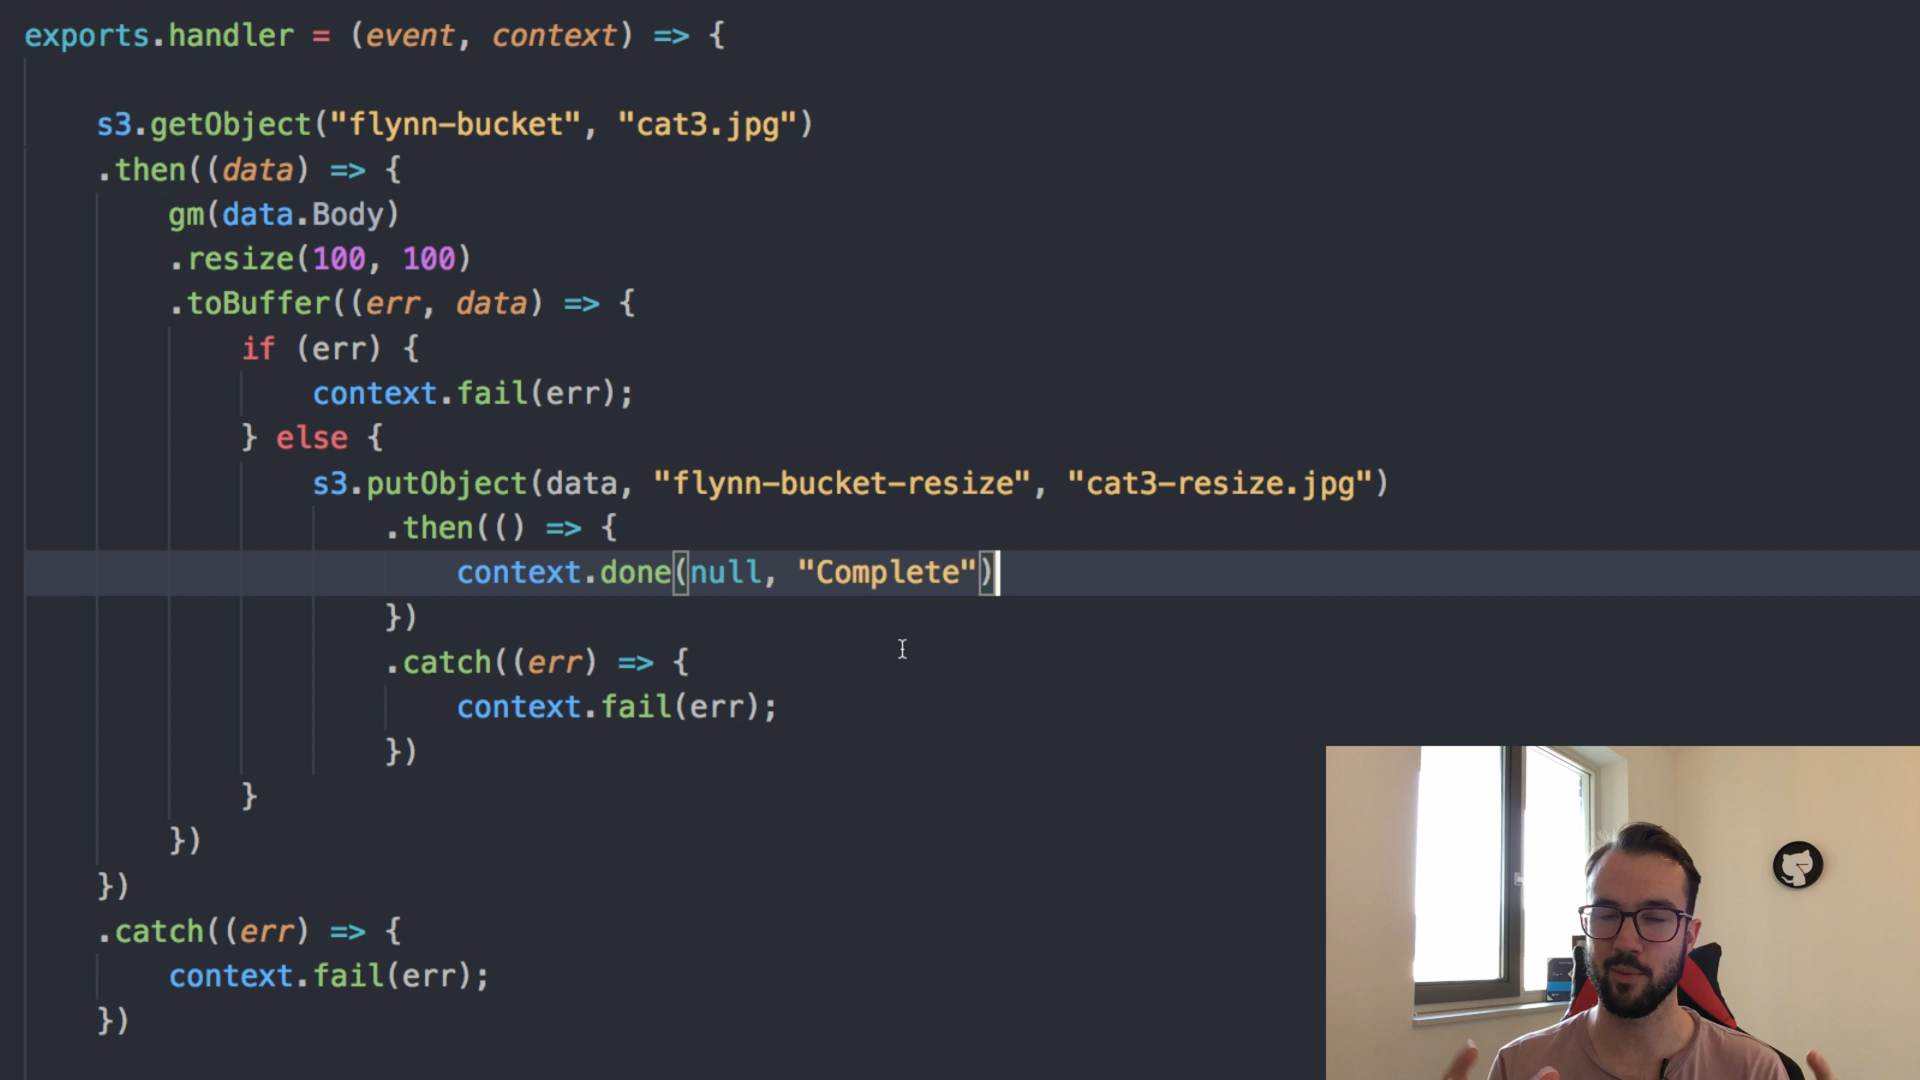 exports.handler = (event, context) => {
s3.getObject("flynn-bucket", "cat3.jpg")
.then((data) => {
gm(data.Body)
.resize(100, 100)
.toBuffer((err, data) => {
if (err) {
context.fail(err);
} else {
s3.putObject(data, "flynn-bucket-resize", "cat3-resize.jpg")
.then(() => {
context.done(null, "Complete")
})
.catch((err) => {
context.fail(err);
})
}
})
})
.catch((err) => {
context.fail(err);
})